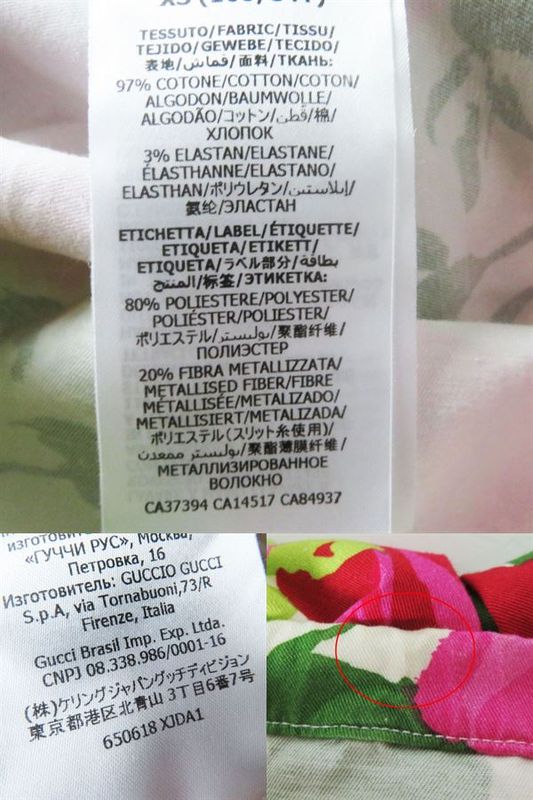 TESSUTO/FABRIC/TISSU/
TEJIDO/GEWEBE/TECIDO/
表地/قماش/面料/ТКАНЬ:
97% COTONE/COTTON/COTON/
ALGODON/BAUMWOLLE/
ALGODÃO/コットン/قطن/棉/
ХЛОПОК
3% ELASTAN/ELASTANE/
ÉLASTHANNE/ELASTANO/
ELASTHAN/ポリウレタン/إيلاستين/
氨纶/ЭЛАСТАН
ETICHETTA/LABEL/ÉTIQUETTE/
ETIQUETA/ETIKETT/
ETIQUETA/ラベル部分/بطاقة
المنتج/标签/ЭТИКЕТКА:
80% POLIESTERE/POLYESTER/
POLIÉSTER/POLIESTER/
ポリエステル/بوليستر/聚酯纤维/
ПОЛИЭСТЕР
20% FIBRA METALLIZZATA/
METALLISED FIBER/FIBRE
MÉTALLISÉE/METALIZADO/
METALLISIERT/METALIZADA/
ポリエステル(スリット糸使用)/
بوليستر ممعدن/聚酯薄膜纤维/
МЕТАЛЛИЗИРОВАННОЕ
ВОЛОКНО
CA37394 CA14517 CA84937
«ГУЧЧИ РУС», Москва,
Петровка, 16
Изготовитель: GUCCIO GUCCI
S.p.A, via Tornabuoni,73/R
Firenze, Italia
Gucci Brasil Imp. Exp. Ltda.
CNPJ 08.338.986/0001-16
(株)ケリングジャパングッチディビジョン
東京都港区北青山3丁目6番7号
650618 XJDA1